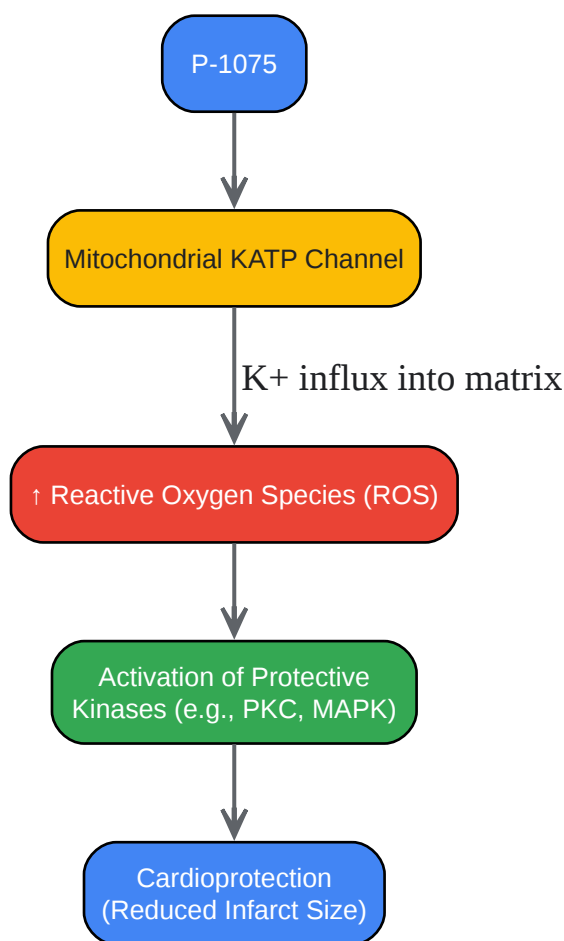 P-1075
Mitochondrial KATP Channel
K+ influx into matrix
↑ Reactive Oxygen Species (ROS)
Activation of Protective
Kinases (e.g., PKC, MAPK)
Cardioprotection
(Reduced Infarct Size)